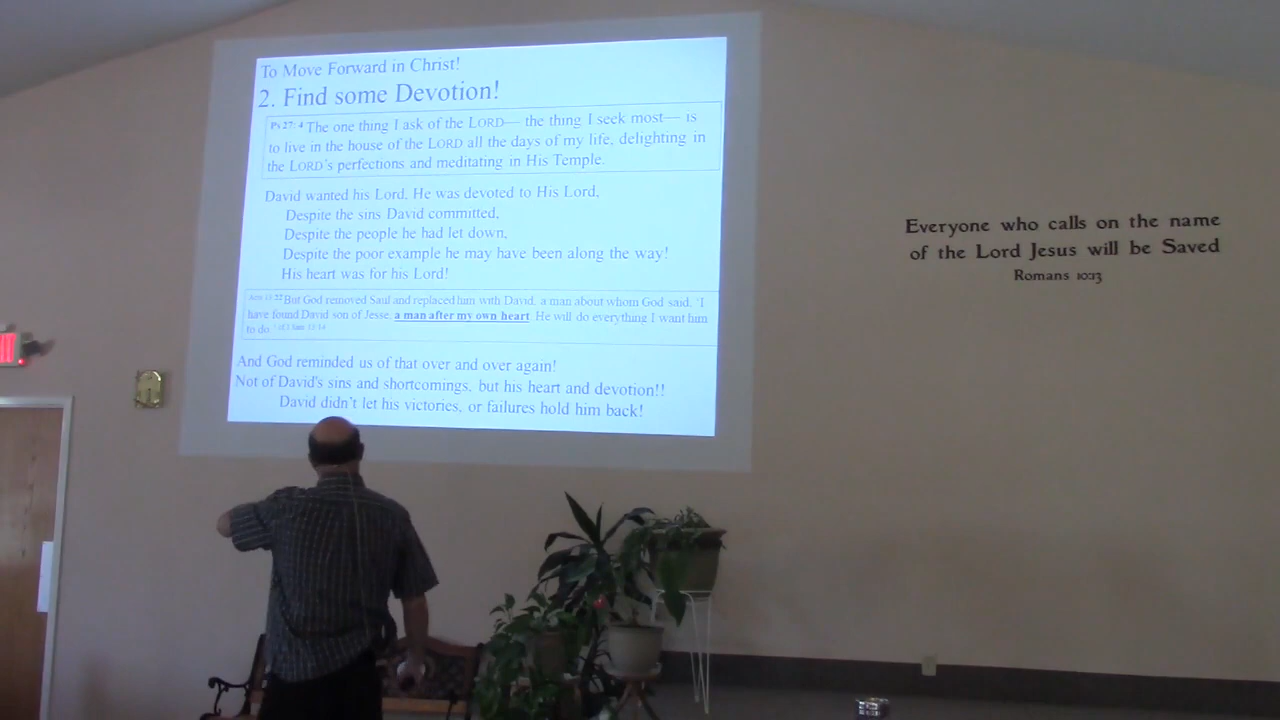 To Move Forward in Christ!
2. Find some Devotion!
Ps 27: 4 The one thing I ask of the LORD— the thing I seek most— is
to live in the house of the LORD all the days of my life, delighting in
the LORD's perfections and meditating in His Temple.
David wanted his Lord, He was devoted to His Lord,
Despite the sins David committed,
Despite the people he had let down,
Despite the poor example he may have been along the way!
His heart was for his Lord!
22 But God removed Saul and replaced him with David, a man about whom God said, 'I
have found David son of Jesse, a man after my own heart. He will do everything I want him
to do.'
And God reminded us of that over and over again!
Not of David's sins and shortcomings, but his heart and devotion!!
David didn't let his victories, or failures hold him back!
Everyone who calls on the name
of the Lord Jesus will be Saved
Romans 10:13